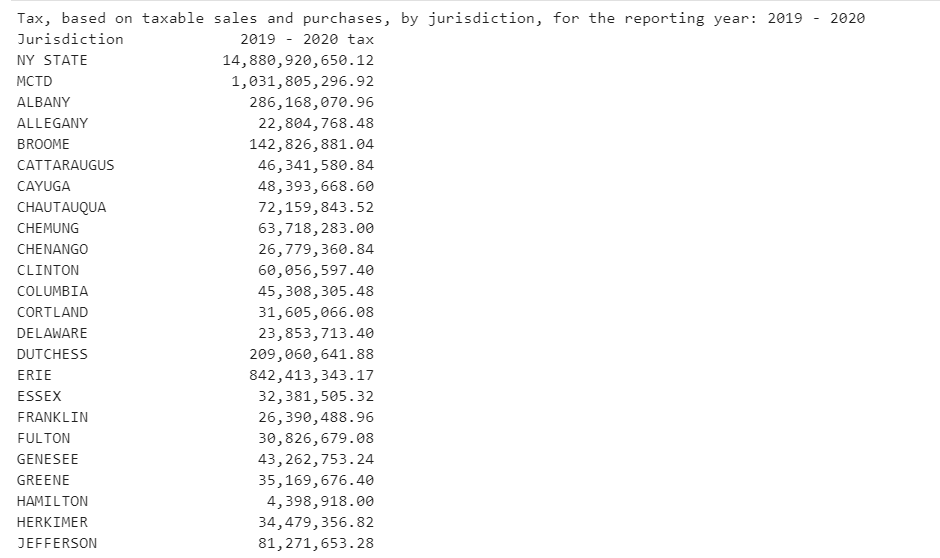 Tax, based on taxable sales and purchases, by jurisdiction, for the reporting year: 2019 - 2020
Jurisdiction 2019 - 2020 tax
NY STATE 14,880,920,650.12
MCTD 1,031,805,296.92
ALBANY 286,168,070.96
ALLEGANY 22,804,768.48
BROOME 142,826,881.04
CATTARAUGUS 46,341,580.84
CAYUGA 48,393,668.60
CHAUTAUQUA 72,159,843.52
CHEMUNG 63,718,283.00
CHENANGO 26,779,360.84
CLINTON 60,056,597.40
COLUMBIA 45,308,305.48
CORTLAND 31,605,066.08
DELAWARE 23,853,713.40
DUTCHESS 209,060,641.88
ERIE 842,413,343.17
ESSEX 32,381,505.32
FRANKLIN 26,390,488.96
FULTON 30,826,679.08
GENESEE 43,262,753.24
GREENE 35,169,676.40
HAMILTON 4,398,918.00
HERKIMER 34,479,356.82
JEFFERSON 81,271,653.28